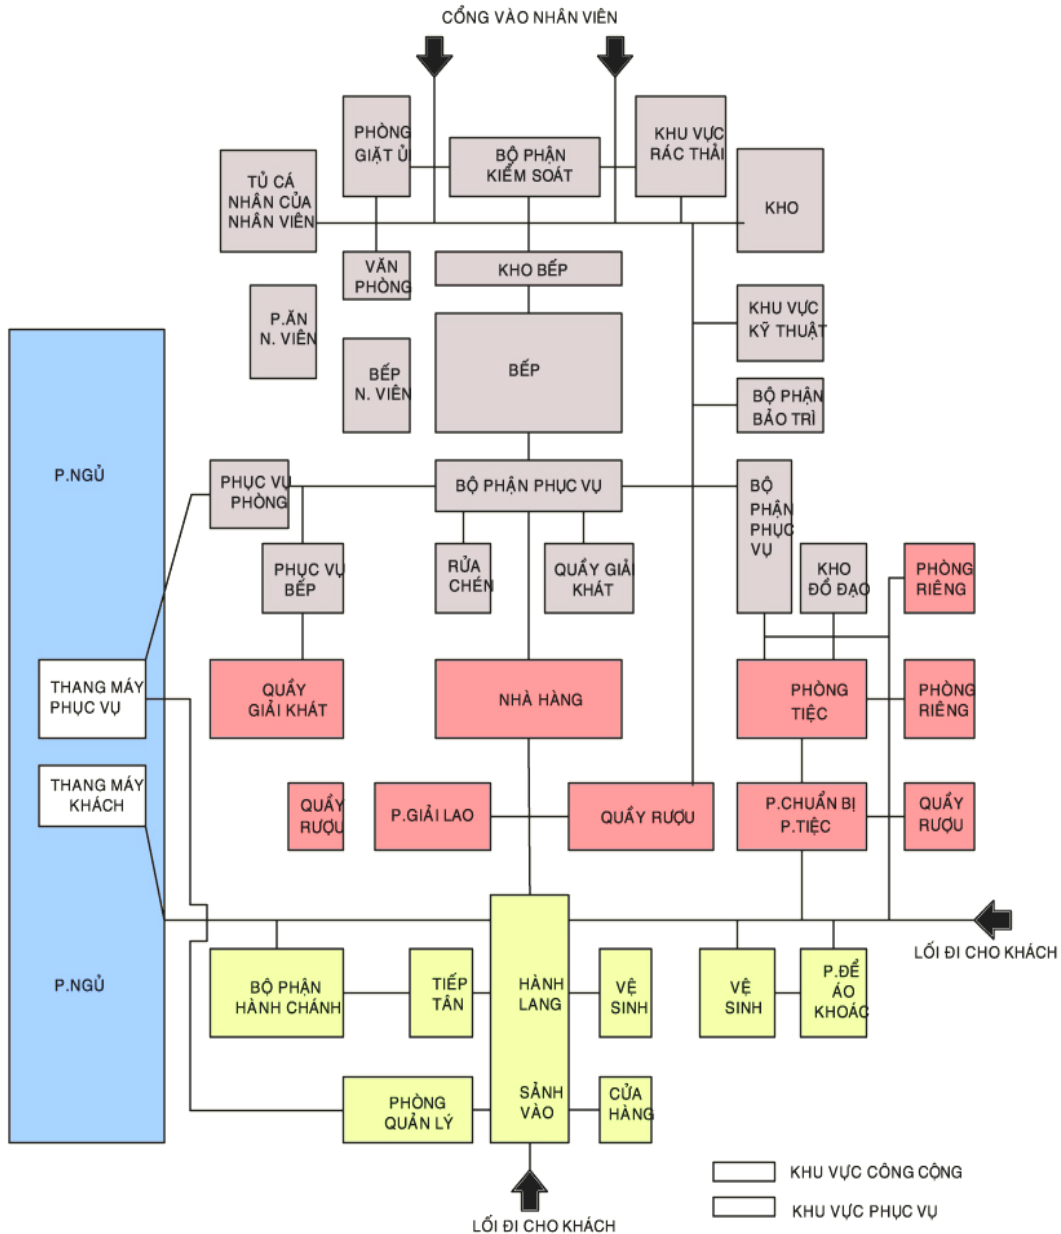 CỔNG VÀO NHÂN VIÊN
PHÒNG
GIẶT ỦI
BỘ PHẬN
KIỂM SOÁT
KHU VỰC
RÁC THẢI
TỦ CÁ
NHÂN CỦA
NHÂN VIÊN
KHO
VĂN
PHÒNG
KHO BẾP
P.ĂN
N. VIÊN
KHU VỰC
KỸ THUẬT
BẾP
N. VIÊN
BẾP
BỘ PHẬN
BẢO TRÌ
P.NGỦ
PHỤC VỤ
PHÒNG
BỘ PHẬN PHỤC VỤ
BỘ
PHẬN
PHỤC
VỤ
PHỤC VỤ
BẾP
RỬA
CHÉN
QUẦY GIẢI
KHÁT
KHO
ĐỒ ĐẠO
PHÒNG
RIÊNG
THANG MÁY
PHỤC VỤ
QUẦY
GIẢI KHÁT
NHÀ HÀNG
PHÒNG
TIỆC
PHÒNG
RIÊNG
THANG MÁY
KHÁCH
QUẦY
RƯỢU
P.GIẢI LAO
QUẦY RƯỢU
P.CHUẨN BỊ
P.TIỆC
QUẦY
RƯỢU
LỐI ĐI CHO KHÁCH
P.NGỦ
BỘ PHẬN
HÀNH CHÁNH
TIẾP
TÂN
HÀNH
LANG
VỆ
SINH
VỆ
SINH
P.ĐỂ
ÁO
KHOÁC
PHÒNG
QUẢN LÝ
SẢNH
VÀO
CỬA
HÀNG
KHU VỰC CÔNG CỘNG
KHU VỰC PHỤC VỤ
LỐI ĐI CHO KHÁCH